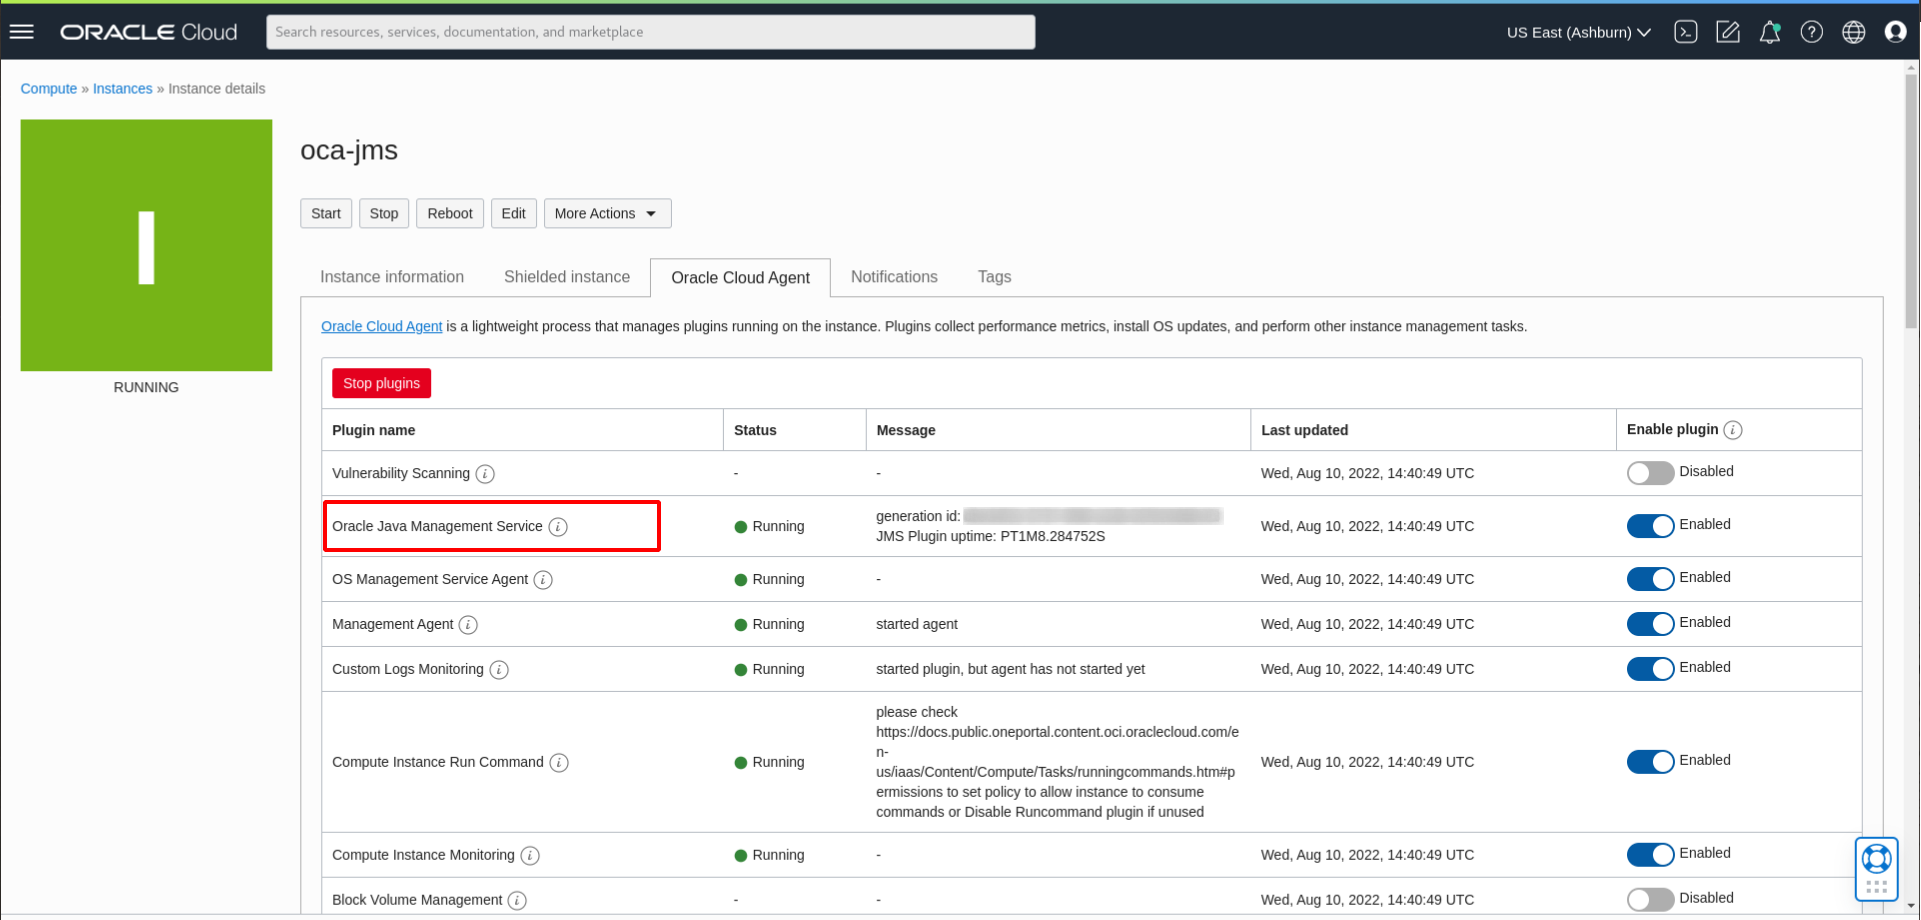 ORACLE Cloud
Search resources, services, documentation, and marketplace
US East (Ashburn)
Compute » Instances » Instance details
I
RUNNING
oca-jms
Start Stop Reboot Edit More Actions
Instance information Shielded instance Oracle Cloud Agent Notifications Tags
Oracle Cloud Agent is a lightweight process that manages plugins running on the instance. Plugins collect performance metrics, install OS updates, and perform other instance management tasks.
Stop plugins
Plugin name Status Message Last updated Enable plugin i
Vulnerability Scanning i - - Wed, Aug 10, 2022, 14:40:49 UTC Disabled
Oracle Java Management Service i Running generation id:
JMS Plugin uptime: PT1M8.284752S Wed, Aug 10, 2022, 14:40:49 UTC Enabled
OS Management Service Agent i Running - Wed, Aug 10, 2022, 14:40:49 UTC Enabled
Management Agent i Running started agent Wed, Aug 10, 2022, 14:40:49 UTC Enabled
Custom Logs Monitoring i Running started plugin, but agent has not started yet Wed, Aug 10, 2022, 14:40:49 UTC Enabled
Compute Instance Run Command i Running please check
https://docs.public.oneportal.content.oci.oraclecloud.com/e
n-
us/iaas/Content/Compute/Tasks/runningcommands.htm#p
ermissions to set policy to allow instance to consume
commands or Disable Runcommand plugin if unused Wed, Aug 10, 2022, 14:40:49 UTC Enabled
Compute Instance Monitoring i Running - Wed, Aug 10, 2022, 14:40:49 UTC Enabled
Block Volume Management i - - Wed, Aug 10, 2022, 14:40:49 UTC Disabled